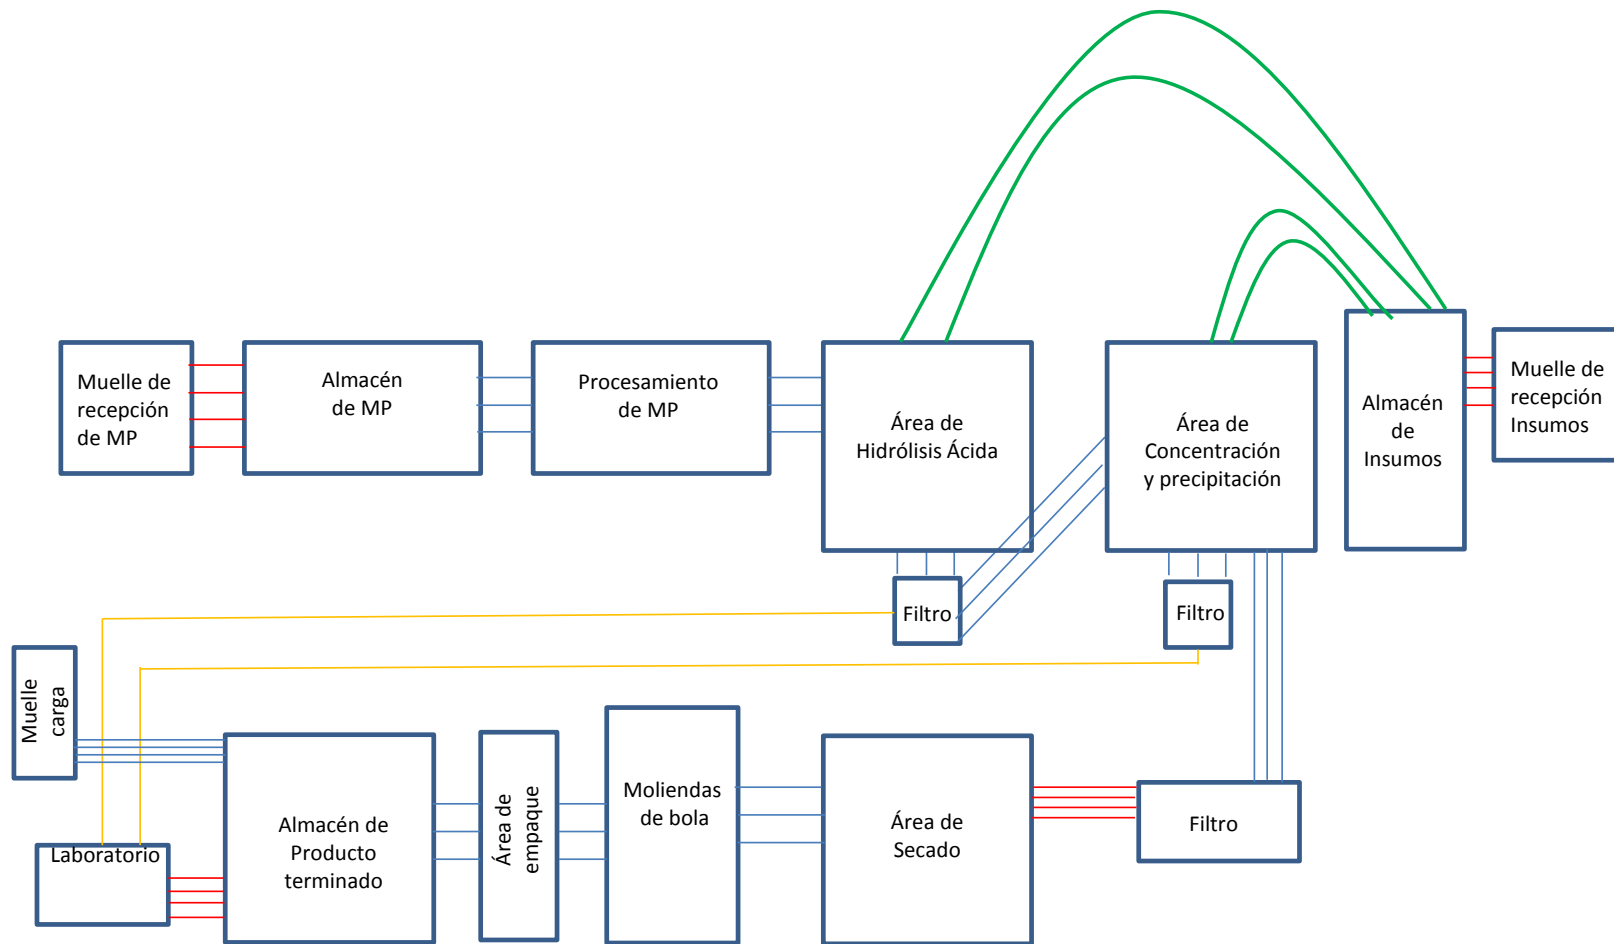 Muelle de
recepción
de MP
Almacén
de MP
Procesamiento
de MP
Área de
Hidrólisis Ácida
Área de
Concentración
y precipitación
Almacén
de
Insumos
Muelle de
recepción
Insumos
Filtro
Filtro
Muelle
carga
Laboratorio
Almacén de
Producto
terminado
Área de
empaque
Moliendas
de bola
Área de
Secado
Filtro